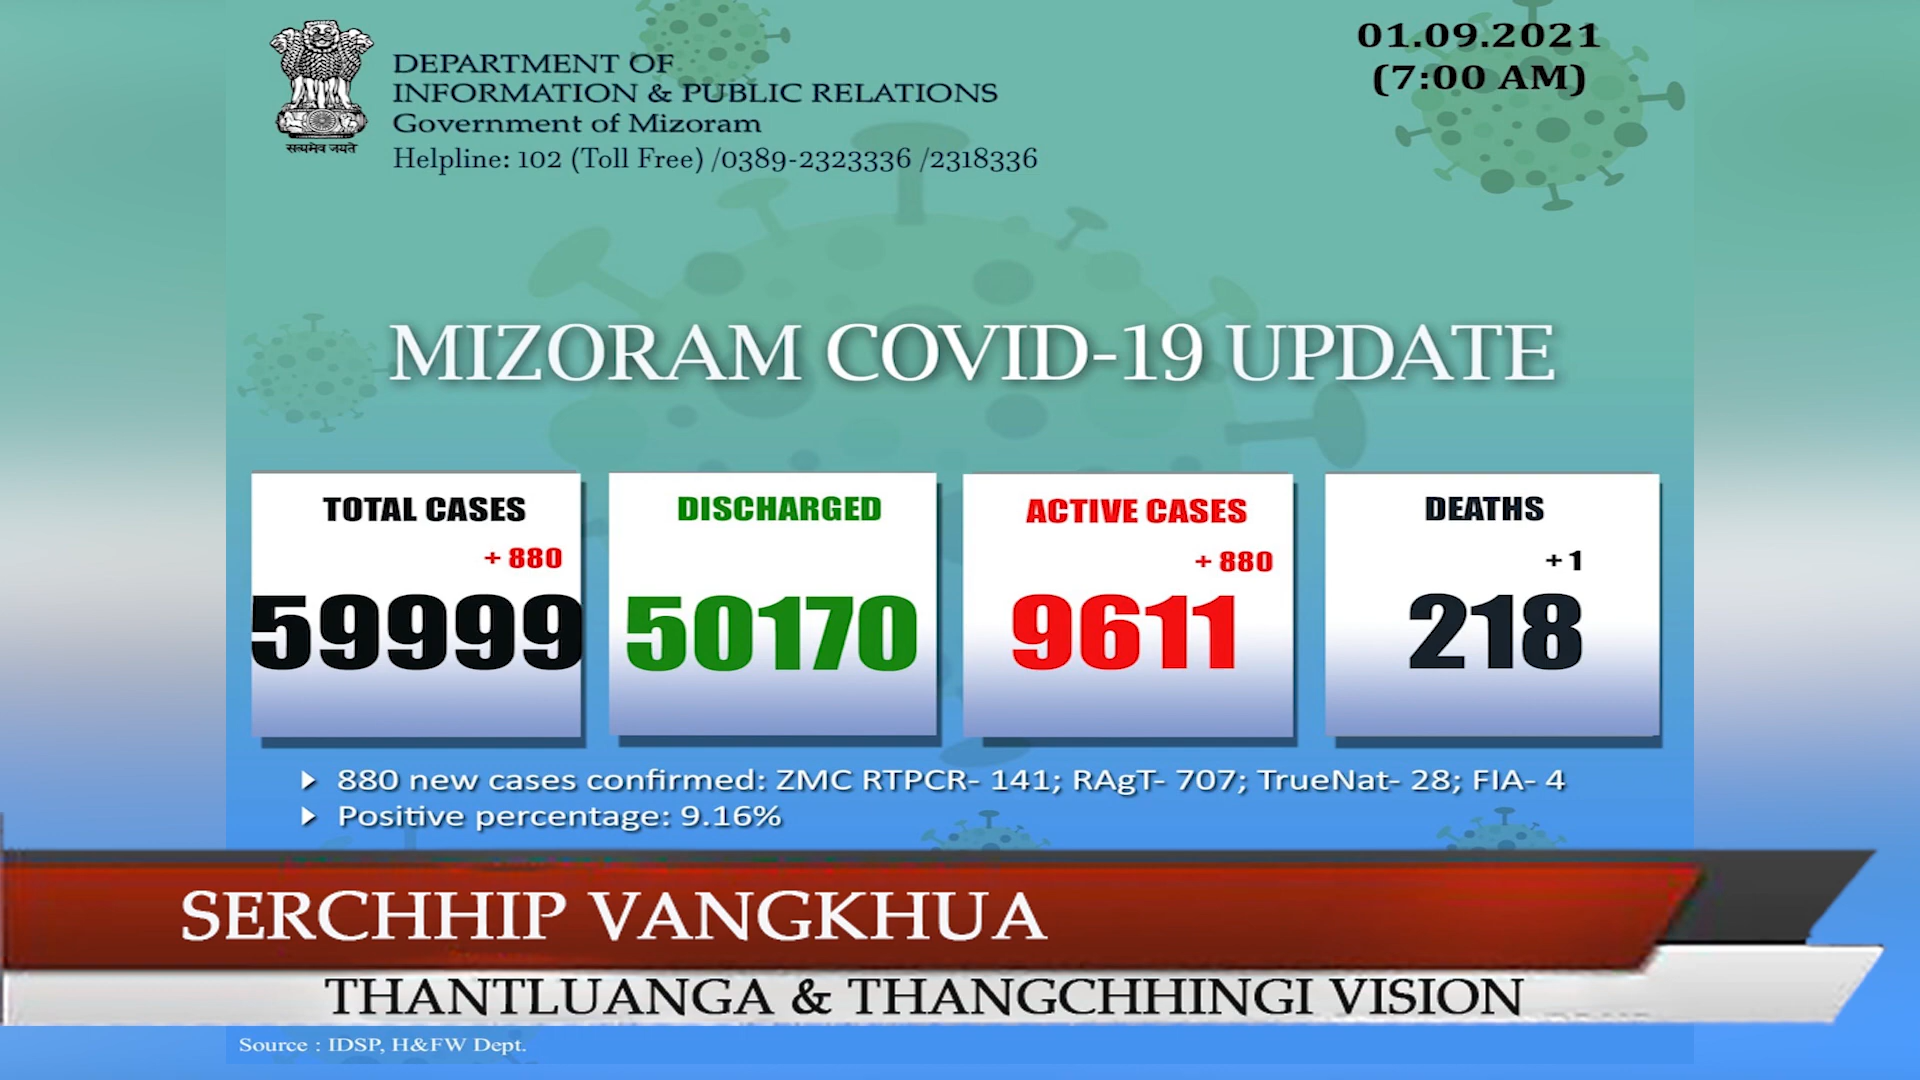 सत्यमेव जयते
DEPARTMENT OF
INFORMATION & PUBLIC RELATIONS
Government of Mizoram
Helpline: 102 (Toll Free) /0389-2323336 /2318336
01.09.2021
(7:00 AM)
MIZORAM COVID-19 UPDATE
TOTAL CASES
+ 880
59999
DISCHARGED
50170
ACTIVE CASES
+ 880
9611
DEATHS
+ 1
218
880 new cases confirmed: ZMC RTPCR- 141; RAgT- 707; TrueNat- 28; FIA- 4
Positive percentage: 9.16%
SERCHHIP VANGKHUA
THANTLUANGA & THANGCHHINGI VISION
Source : IDSP, H&FW Dept.